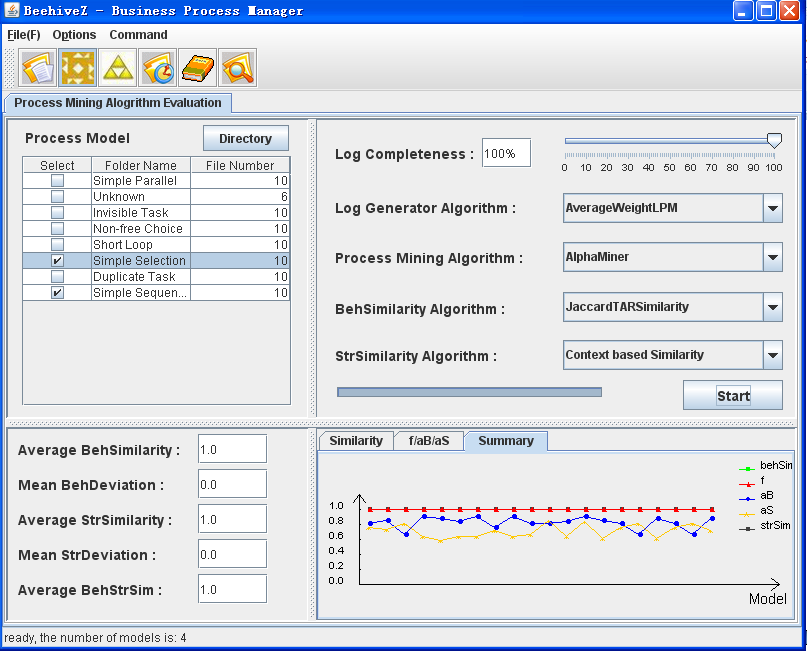 BeehiveZ - Business Process Manager
File(F) Options Command
Process Mining Alogrithm Evaluation
Process Model
Directory
Select Folder Name File Number
Simple Parallel 10
Unknown 6
Invisible Task 10
Non-free Choice 10
Short Loop 10
Simple Selection 10
Duplicate Task 10
Simple Sequen... 10
Log Completeness : 100%
0 10 20 30 40 50 60 70 80 90 100
Log Generator Algorithm : AverageWeightLPM
Process Mining Algorithm : AlphaMiner
BehSimilarity Algorithm : JaccardTARSimilarity
StrSimilarity Algorithm : Context based Similarity
Start
Average BehSimilarity : 1.0
Mean BehDeviation : 0.0
Average StrSimilarity : 1.0
Mean StrDeviation : 0.0
Average BehStrSim : 1.0
Similarity f/aB/aS Summary
behSim
f
aB
aS
strSim
1.0
0.8
0.6
0.4
0.2
0.0
Model
ready, the number of models is: 4